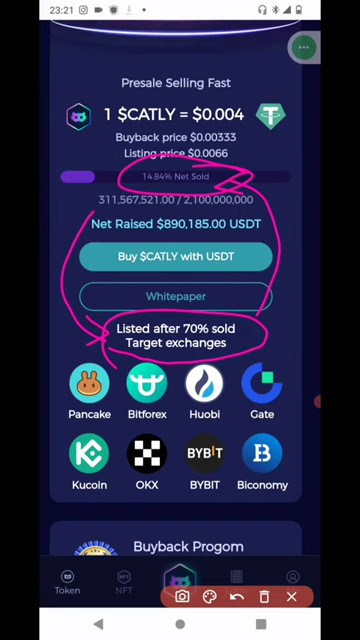 23:21
Presale Selling Fast
1 $CATLY = $0.004
Buyback price $0.00333
Listing price $0.0066
14.84% Net Sold
311,567,521.00 / 2,100,000,000
Net Raised $890,185.00 USDT
Buy $CATLY with USDT
Whitepaper
Listed after 70% sold
Target exchanges
Pancake Bitforex Huobi Gate
BYBIT
Kucoin OKX BYBIT Biconomy
Buyback Progom
Token NFT